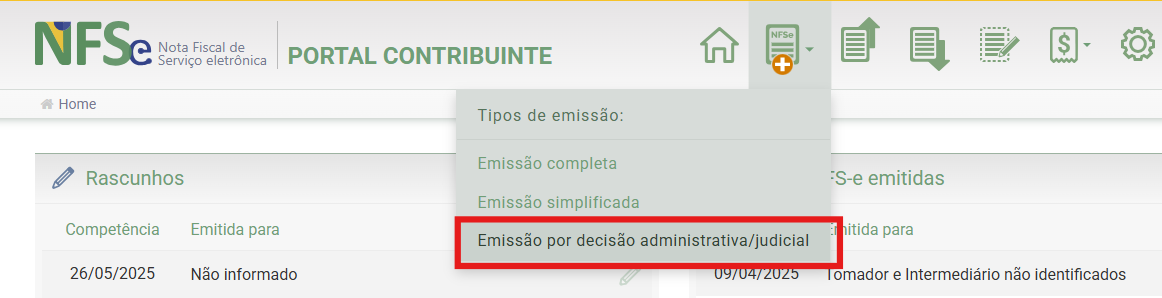 NFSe Nota Fiscal de
Serviço eletrônica
PORTAL CONTRIBUINTE
NFSe
Home
Tipos de emissão:
Emissão completa
Emissão simplificada
Emissão por decisão administrativa/judicial
Rascunhos
Competência Emitida para
26/05/2025 Não informado
FS-e emitidas
Emitida para
09/04/2025 Tomador e Intermediário não identificados